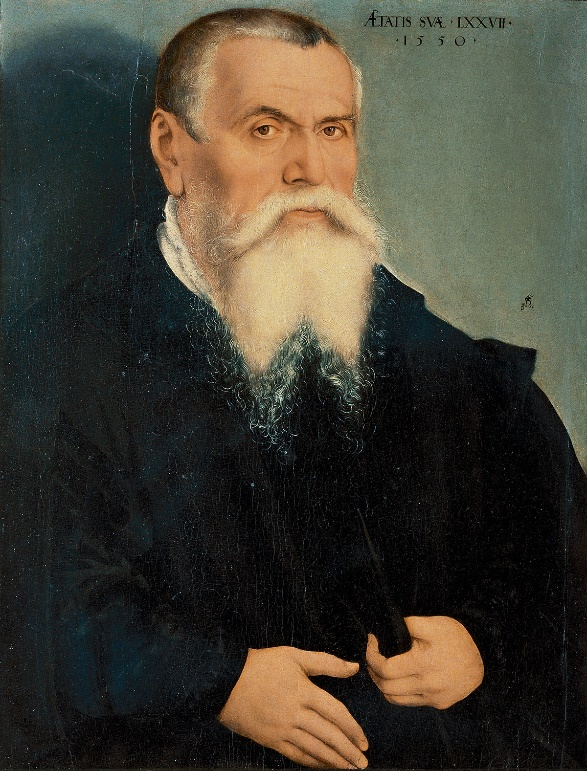 ÆTATIS SVÆ · LXXVII ·
· 1550 ·